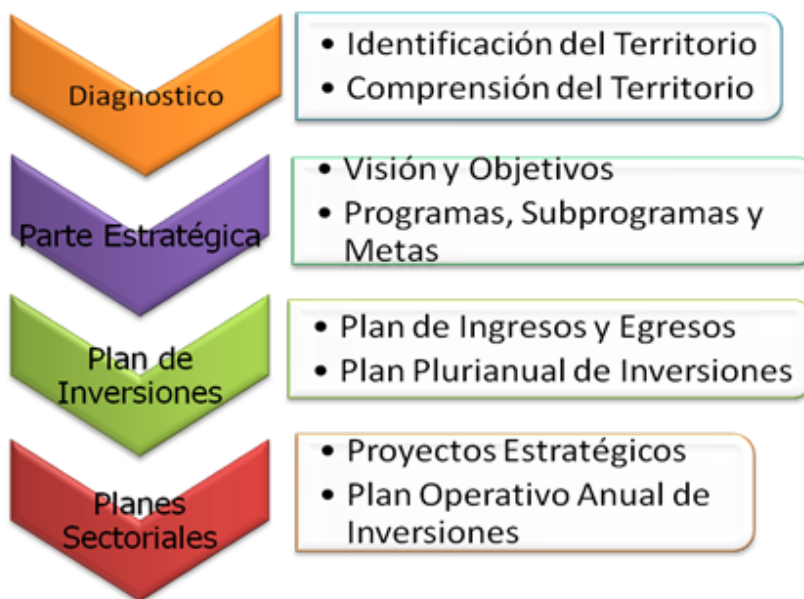 Diagnostico
• Identificación del Territorio
• Comprensión del Territorio
Parte Estratégica
• Visión y Objetivos
• Programas, Subprogramas y
Metas
Plan de
Inversiones
• Plan de Ingresos y Egresos
• Plan Plurianual de Inversiones
Planes
Sectoriales
• Proyectos Estratégicos
• Plan Operativo Anual de
Inversiones